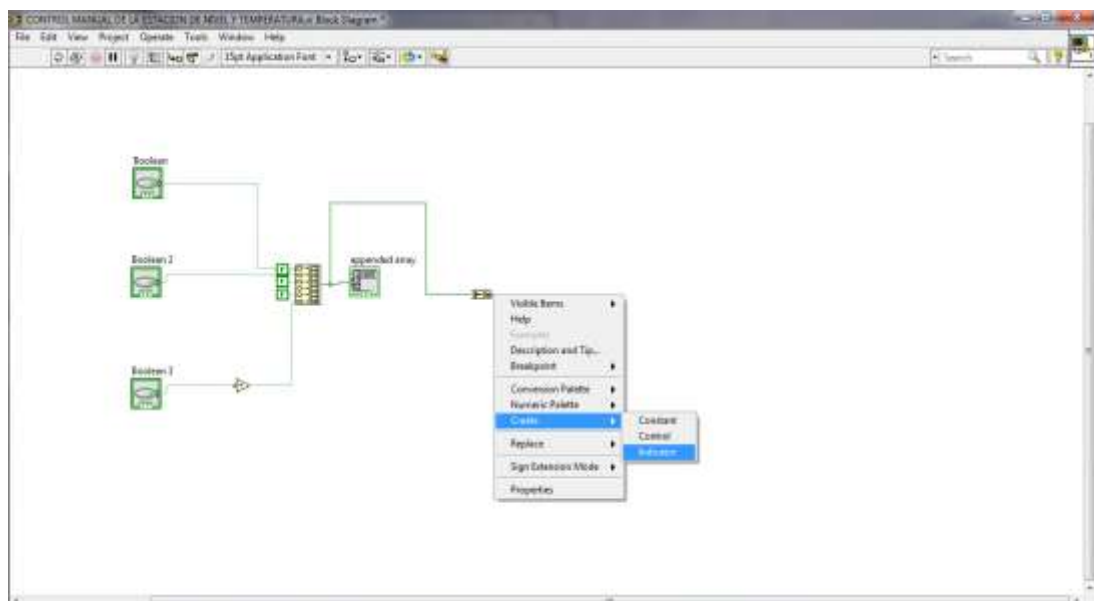 CONTROL MANUAL DE LA ESTACION DE NIVEL Y TEMPERATURA.vi Block Diagram *
File Edit View Project Operate Tools Window Help
15pt Application Font
Search
Boolean
Boolean 2
appended array
Boolean 3
Visible Items
Help
Examples
Description and Tip...
Breakpoint
Conversion Palette
Numeric Palette
Create
Constant
Control
Indicator
Replace
Sign Extension Mode
Properties